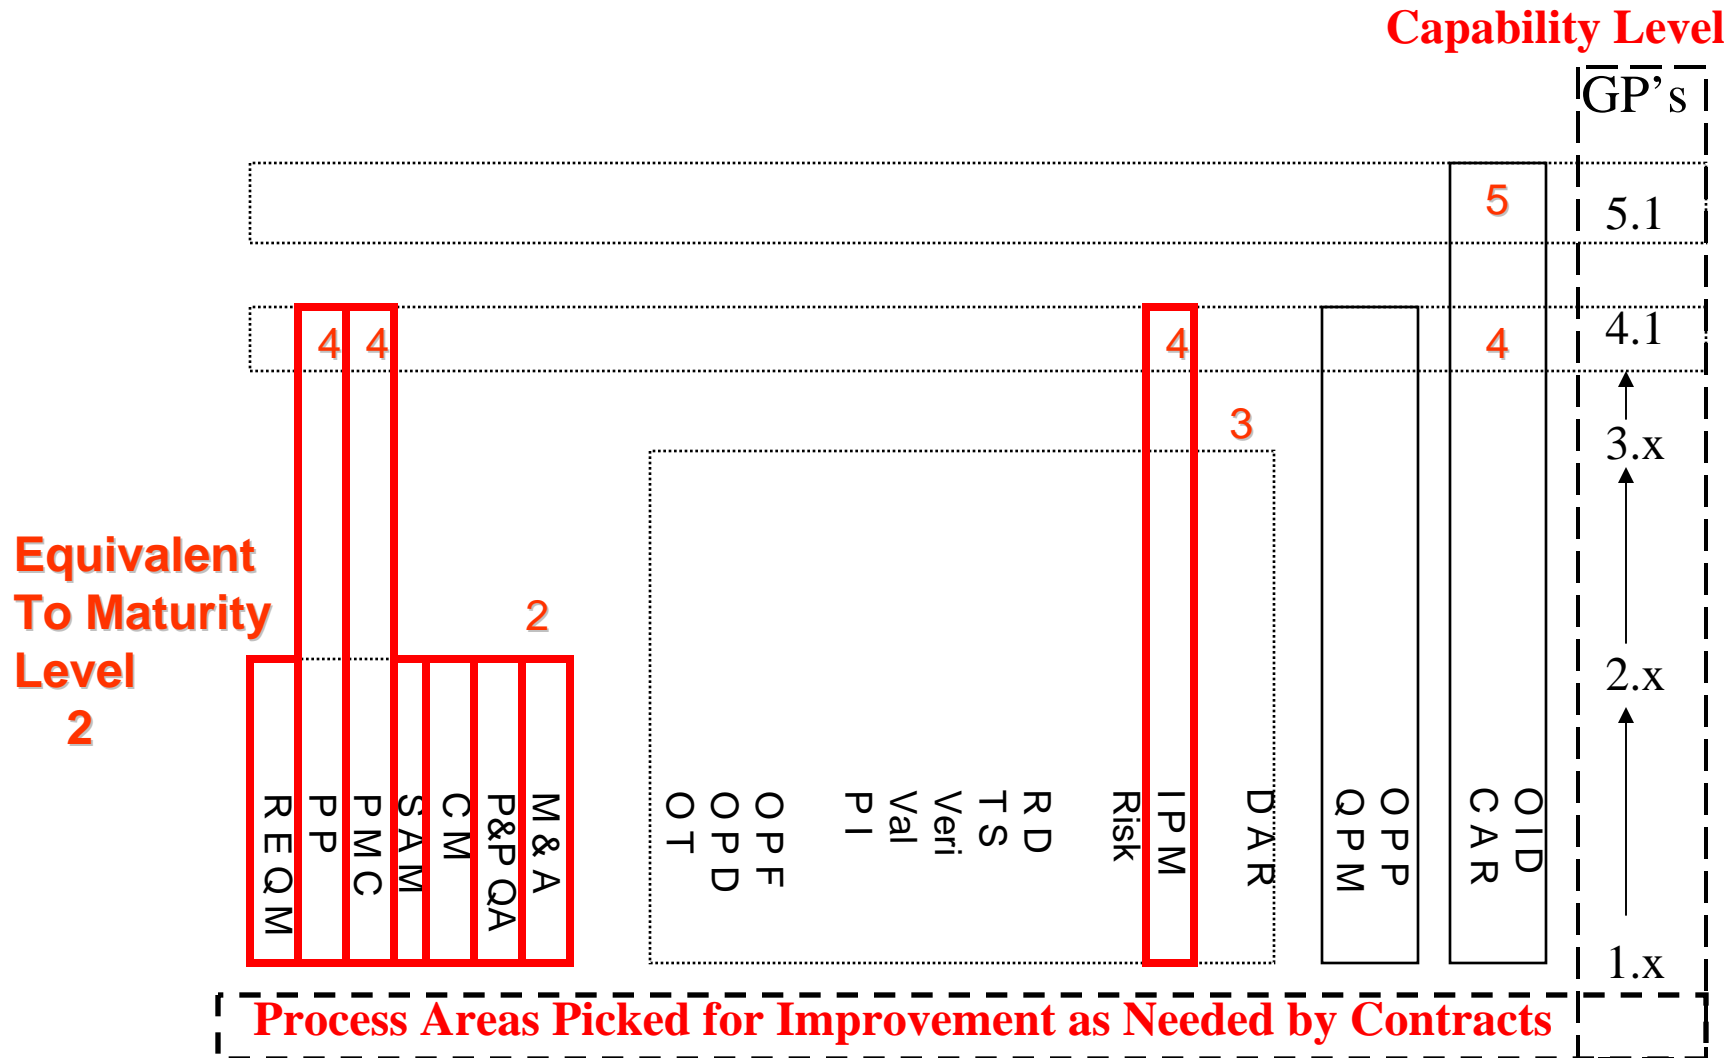 Capability Level
GP's
5
5.1
4
4
4
4
4.1
3
3.x
Equivalent
To Maturity
Level
2
2
2.x
REQM
PP
PMC
SAM
CM
P&PQA
M&A
OT
OPD
OPF
PI
Val
Veri
TS
RD
Risk
IPM
DAR
QPM
OPP
CAR
OID
1.x
Process Areas Picked for Improvement as Needed by Contracts